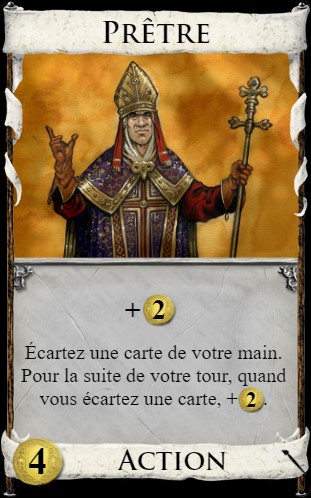 PRÊTRE
+ 2
Écartez une carte de votre main.
Pour la suite de votre tour, quand
vous écartez une carte, + 2.
4 ACTION